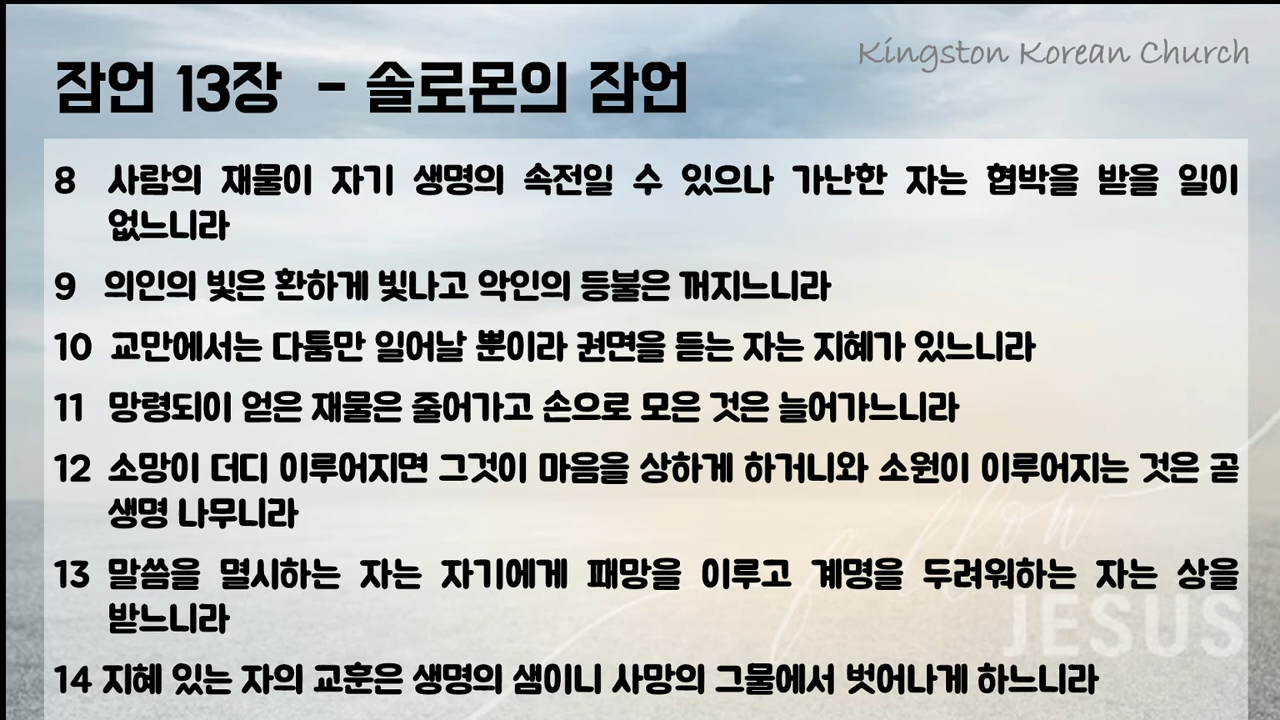 Kingston Korean Church
잠언 13장 - 솔로몬의 잠언
8 사람의 재물이 자기 생명의 속전일 수 있으나 가난한 자는 협박을 받을 일이
없느니라
9 의인의 빛은 환하게 빛나고 악인의 등불은 꺼지느니라
10 교만에서는 다툼만 일어날 뿐이라 권면을 듣는 자는 지혜가 있느니라
11 망령되이 얻은 재물은 줄어가고 손으로 모은 것은 늘어가느니라
12 소망이 더디 이루어지면 그것이 마음을 상하게 하거니와 소원이 이루어지는 것은 곧
생명 나무니라
13 말씀을 멸시하는 자는 자기에게 패망을 이루고 계명을 두려워하는 자는 상을
받느니라
14 지혜 있는 자의 교훈은 생명의 샘이니 사망의 그물에서 벗어나게 하느니라
follow
JESUS